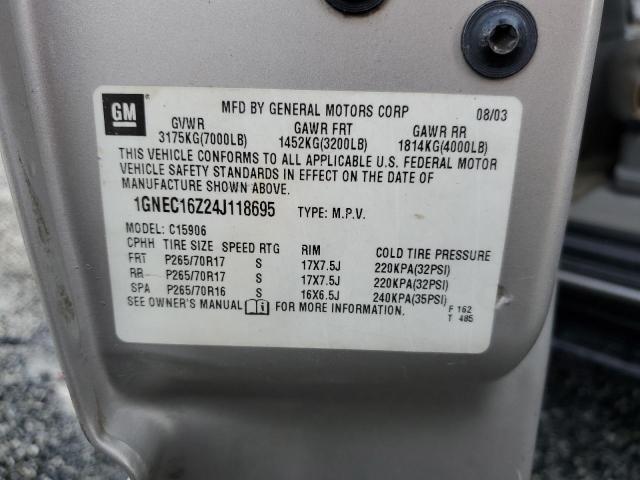 GM
MFD BY GENERAL MOTORS CORP 08/03
GVWR GAWR FRT GAWR RR
3175KG(7000LB) 1452KG(3200LB) 1814KG(4000LB)
THIS VEHICLE CONFORMS TO ALL APPLICABLE U.S. FEDERAL MOTOR
VEHICLE SAFETY STANDARDS IN EFFECT ON THE DATE OF
MANUFACTURE SHOWN ABOVE.
1GNEC16Z24J118695 TYPE: M.P.V.
MODEL: C15906
CPHH TIRE SIZE SPEED RTG RIM COLD TIRE PRESSURE
FRT P265/70R17 S 17X7.5J 220KPA(32PSI)
RR P265/70R17 S 17X7.5J 220KPA(32PSI)
SPA P265/70R16 S 16X6.5J 240KPA(35PSI)
SEE OWNER'S MANUAL FOR MORE INFORMATION. F 162
T 485